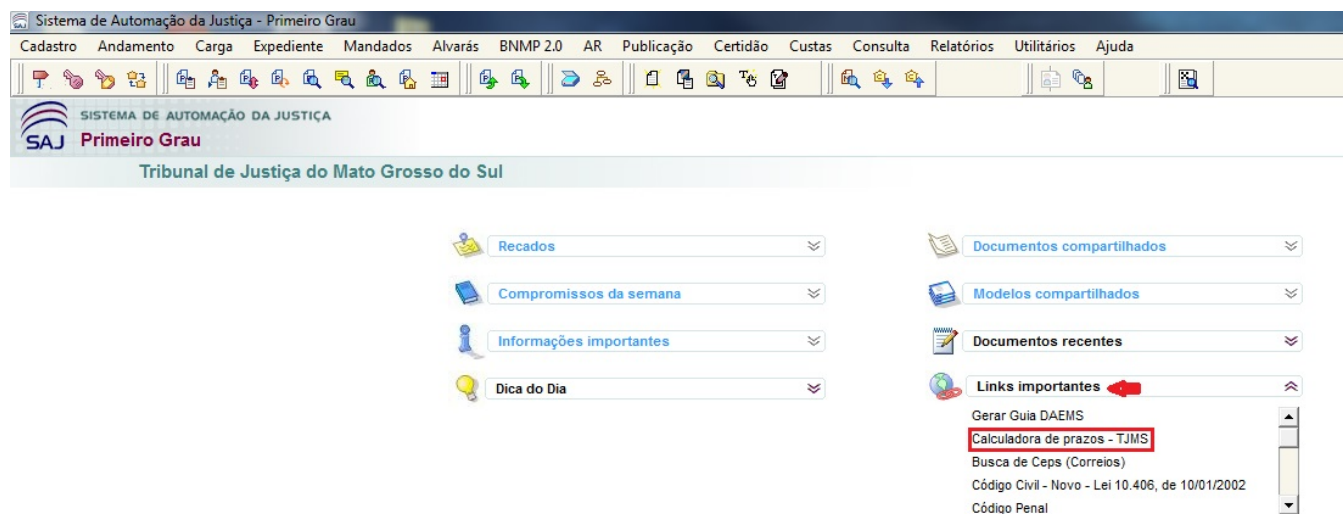 Sistema de Automação da Justiça - Primeiro Grau
Cadastro Andamento Carga Expediente Mandados Alvarás BNMP 2.0 AR Publicação Certidão Custas Consulta Relatórios Utilitários Ajuda
SISTEMA DE AUTOMAÇÃO DA JUSTIÇA
SAJ Primeiro Grau
Tribunal de Justiça do Mato Grosso do Sul
Recados
Compromissos da semana
Informações importantes
Dica do Dia
Documentos compartilhados
Modelos compartilhados
Documentos recentes
Links importantes
Gerar Guia DAEMS
Calculadora de prazos - TJMS
Busca de Ceps (Correios)
Código Civil - Novo - Lei 10.406, de 10/01/2002
Código Penal